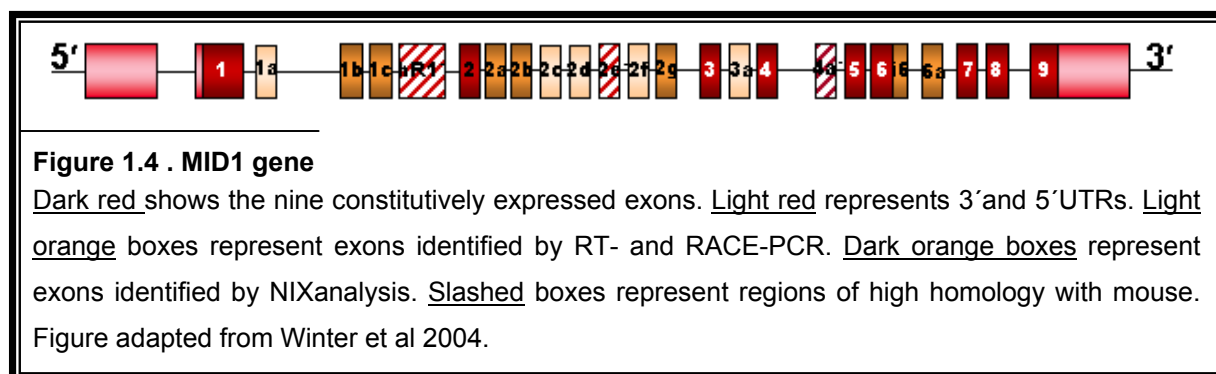 5′ 1 1a 1b 1c aR1 2 2a 2b 2c 2d 2e 2f 2g 3 3a 4 4a 5 6 i6 6a 7 8 9 3′
Figure 1.4 . MID1 gene
Dark red shows the nine constitutively expressed exons. Light red represents 3´and 5´UTRs. Light
orange boxes represent exons identified by RT- and RACE-PCR. Dark orange boxes represent
exons identified by NIXanalysis. Slashed boxes represent regions of high homology with mouse.
Figure adapted from Winter et al 2004.